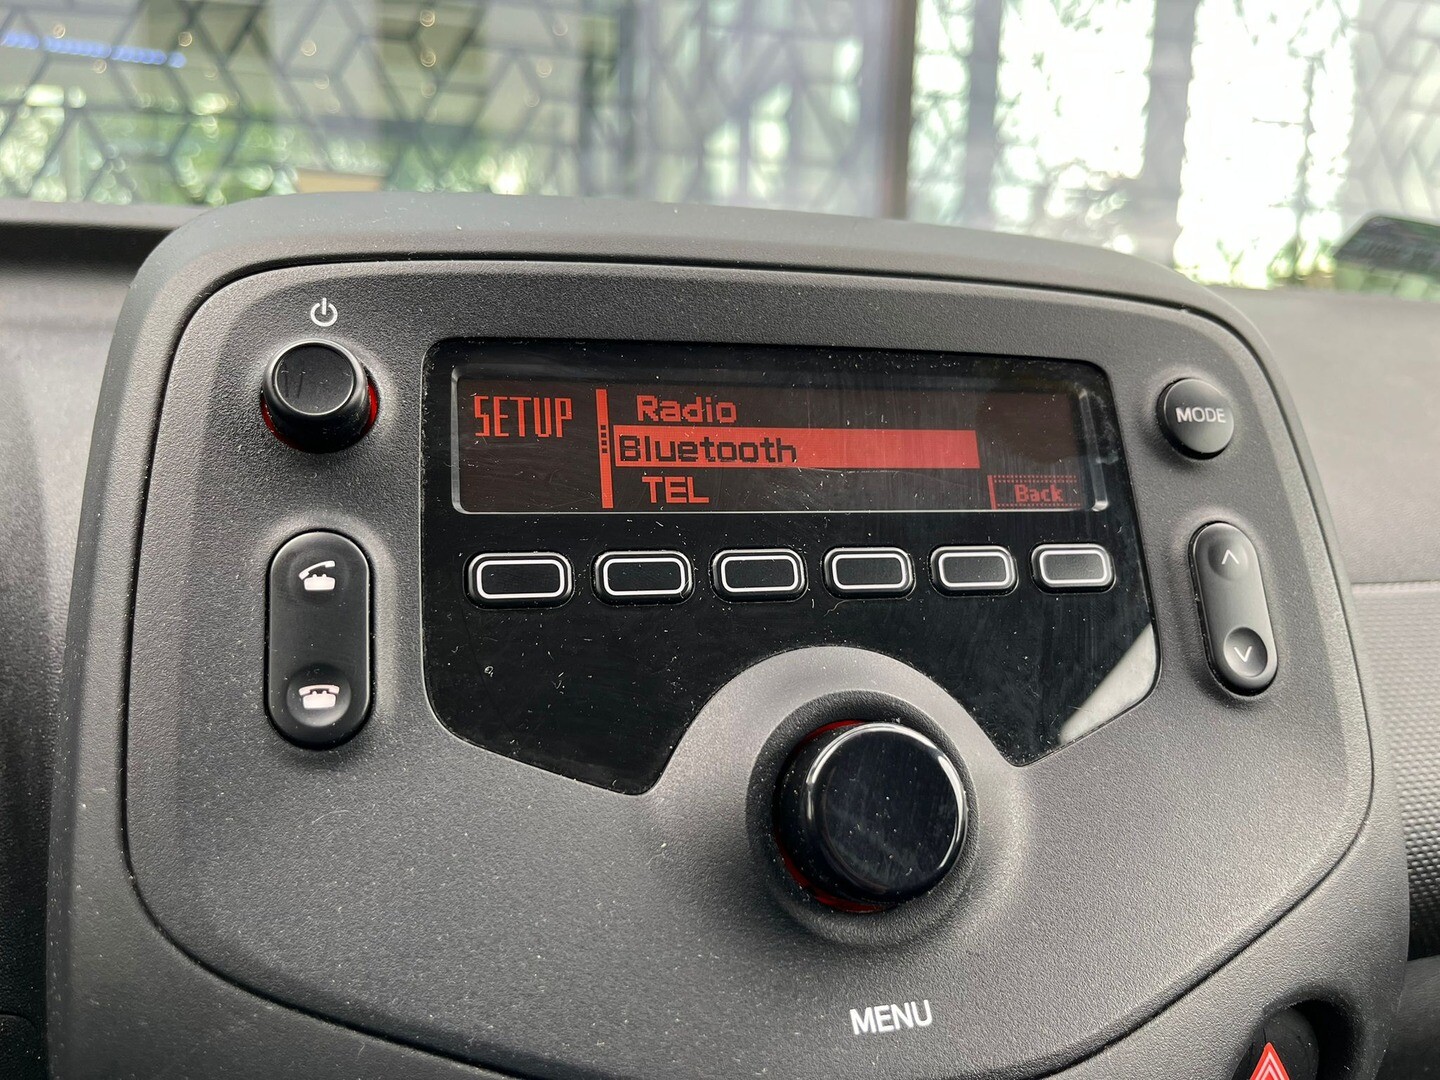 SETUP
Radio
Bluetooth
TEL
Back
MODE
MENU